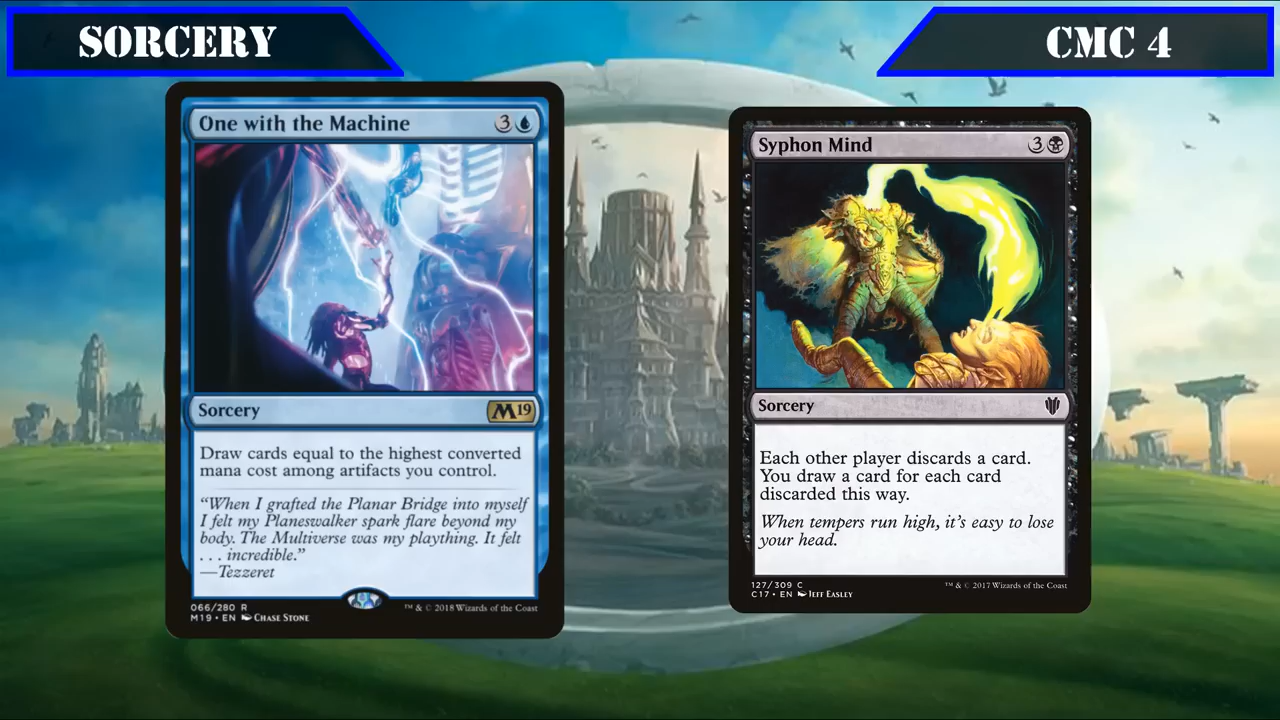 SORCERY
CMC 4
One with the Machine 3
Sorcery M19
Draw cards equal to the highest converted
mana cost among artifacts you control.
“When I grafted the Planar Bridge into myself
I felt my Planeswalker spark flare beyond my
body. The Multiverse was my plaything. It felt
. . . incredible.”
—Tezzeret
066/280 R
M19 • EN Chase Stone
™ & © 2018 Wizards of the Coast
Syphon Mind 3
Sorcery
Each other player discards a card.
You draw a card for each card
discarded this way.
When tempers run high, it’s easy to lose
your head.
127/309 C
C17 • EN Jeff Easley
™ & © 2017 Wizards of the Coast